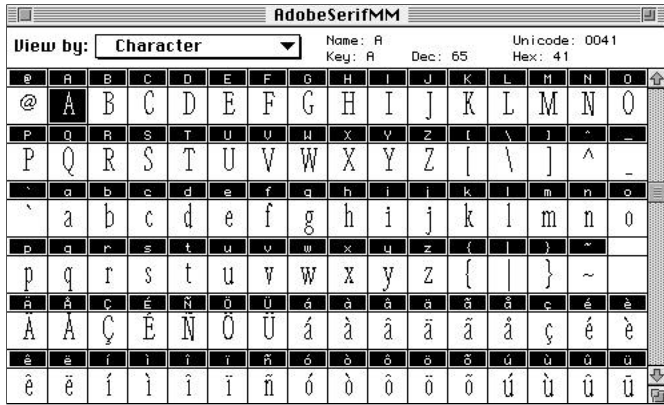 AdobeSerifMM
View by: Character
Name: A Unicode: 0041
Key: A Dec: 65 Hex: 41
@ A B C D E F G H I J K L M N O
@ A B C D E F G H I J K L M N O
P Q R S T U V W X Y Z [ \ ] ^ _
P Q R S T U V W X Y Z [ \ ] ^ _
` a b c d e f g h i j k l m n o
` a b c d e f g h i j k l m n o
p q r s t u v w x y z { | } ~
p q r s t u v w x y z { | } ~
Ä Å Ç É Ñ Ö Ü á à â ä ã å ç é è
Ä Å Ç É Ñ Ö Ü á à â ä ã å ç é è
ê ë í ì î ï ñ ó ò ô ö õ ú ù û ü
ê ë í ì î ï ñ ó ò ô ö õ ú ù û ü